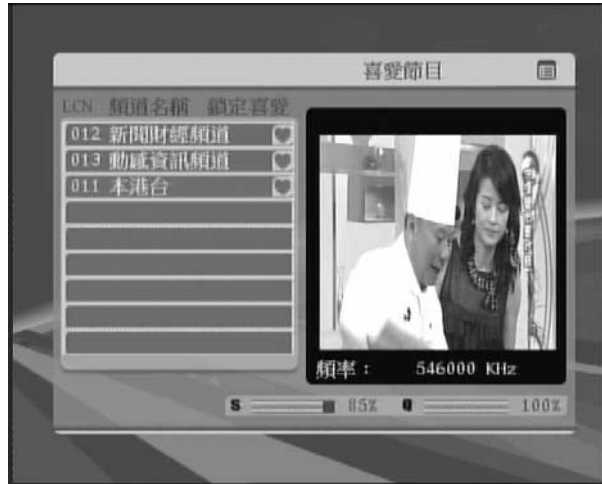 喜愛節目
LCN 頻道名稱 鎖定喜愛
012 新聞財經頻道
013 動感資訊頻道
011 本港台
頻率： 546000 KHz
S 85% Q 100%